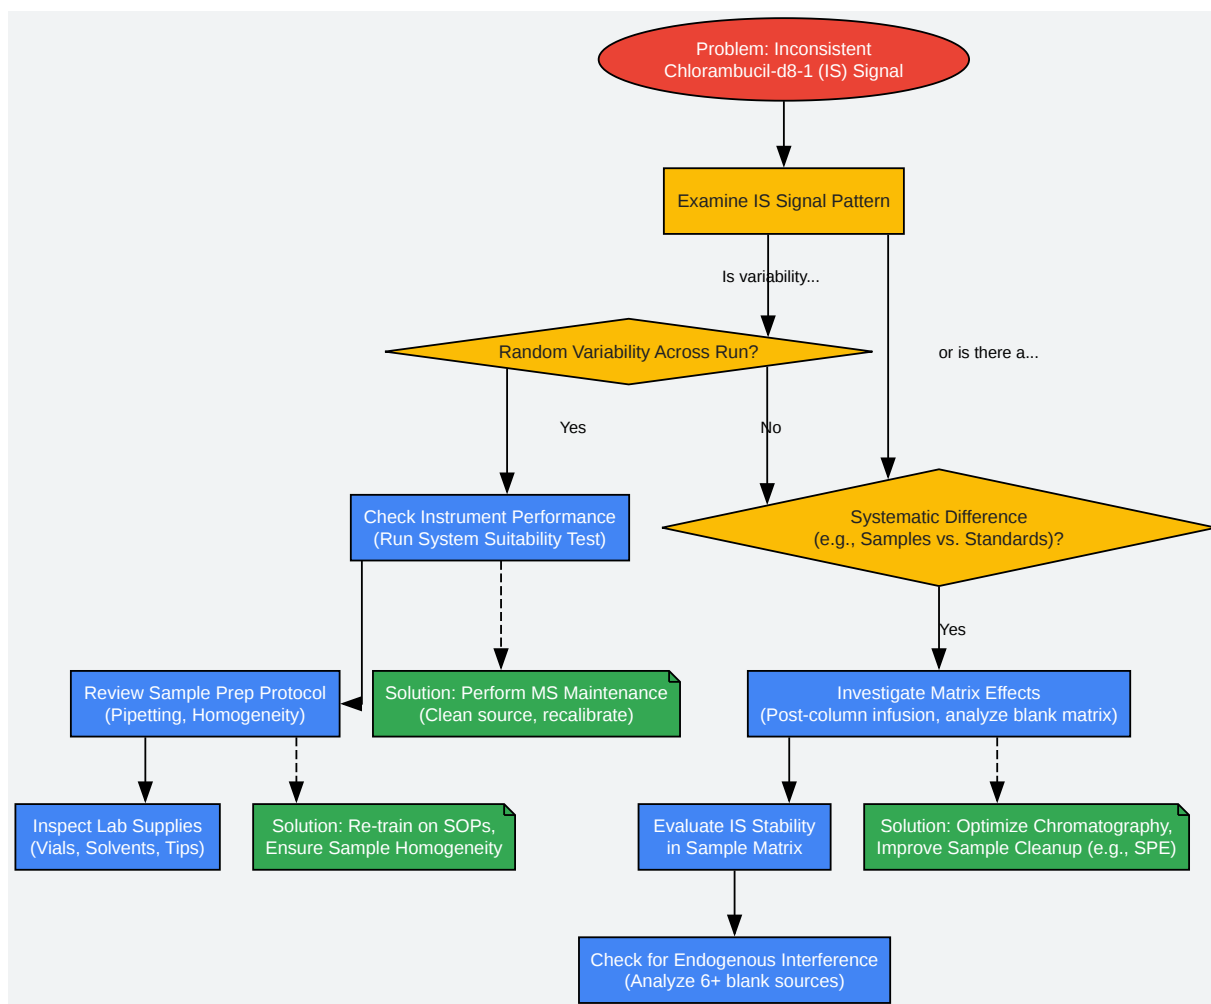 Problem: Inconsistent
Chlorambucil-d8-1 (IS) Signal
Examine IS Signal Pattern
Is variability...
Random Variability Across Run?
or is there a...
Yes
No
Check Instrument Performance
(Run System Suitability Test)
Systematic Difference
(e.g., Samples vs. Standards)?
Yes
Review Sample Prep Protocol
(Pipetting, Homogeneity)
Solution: Perform MS Maintenance
(Clean source, recalibrate)
Investigate Matrix Effects
(Post-column infusion, analyze blank matrix)
Inspect Lab Supplies
(Vials, Solvents, Tips)
Solution: Re-train on SOPs,
Ensure Sample Homogeneity
Evaluate IS Stability
in Sample Matrix
Solution: Optimize Chromatography,
Improve Sample Cleanup (e.g., SPE)
Check for Endogenous Interference
(Analyze 6+ blank sources)